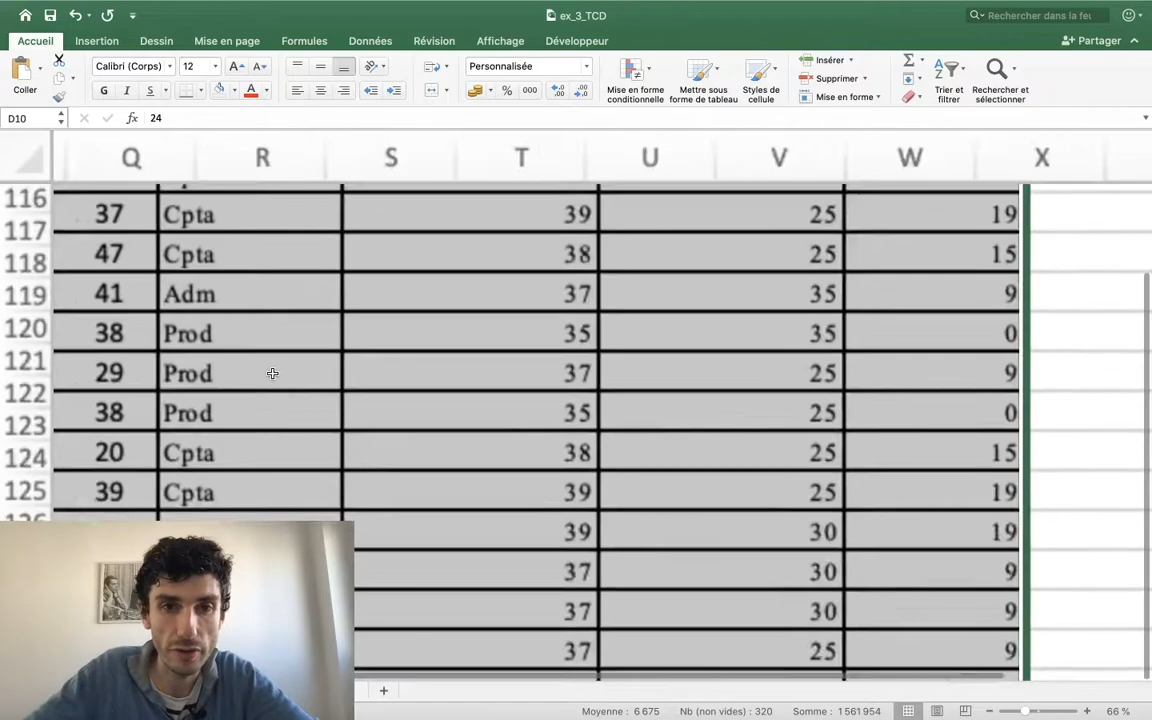 ex_3_TCD
Rechercher dans la feu
Accueil Insertion Dessin Mise en page Formules Données Révision Affichage Développeur
Partager
Coller
Calibri (Corps) 12
G I S
Personnalisée
% 000
Mise en forme conditionnelle
Mettre sous forme de tableau
Styles de cellule
Insérer
Supprimer
Mise en forme
Trier et filtrer
Rechercher et sélectionner
D10 fx 24
Q R S T U V W X
116
117 37 Cpta 39 25 19
118 47 Cpta 38 25 15
119 41 Adm 37 35 9
120 38 Prod 35 35 0
121 29 Prod 37 25 9
122
123 38 Prod 35 25 0
124 20 Cpta 38 25 15
125 39 Cpta 39 25 19
39 30 19
37 30 9
37 30 9
37 25 9
Moyenne : 6 675 Nb (non vides) : 320 Somme : 1 561 954 66 %